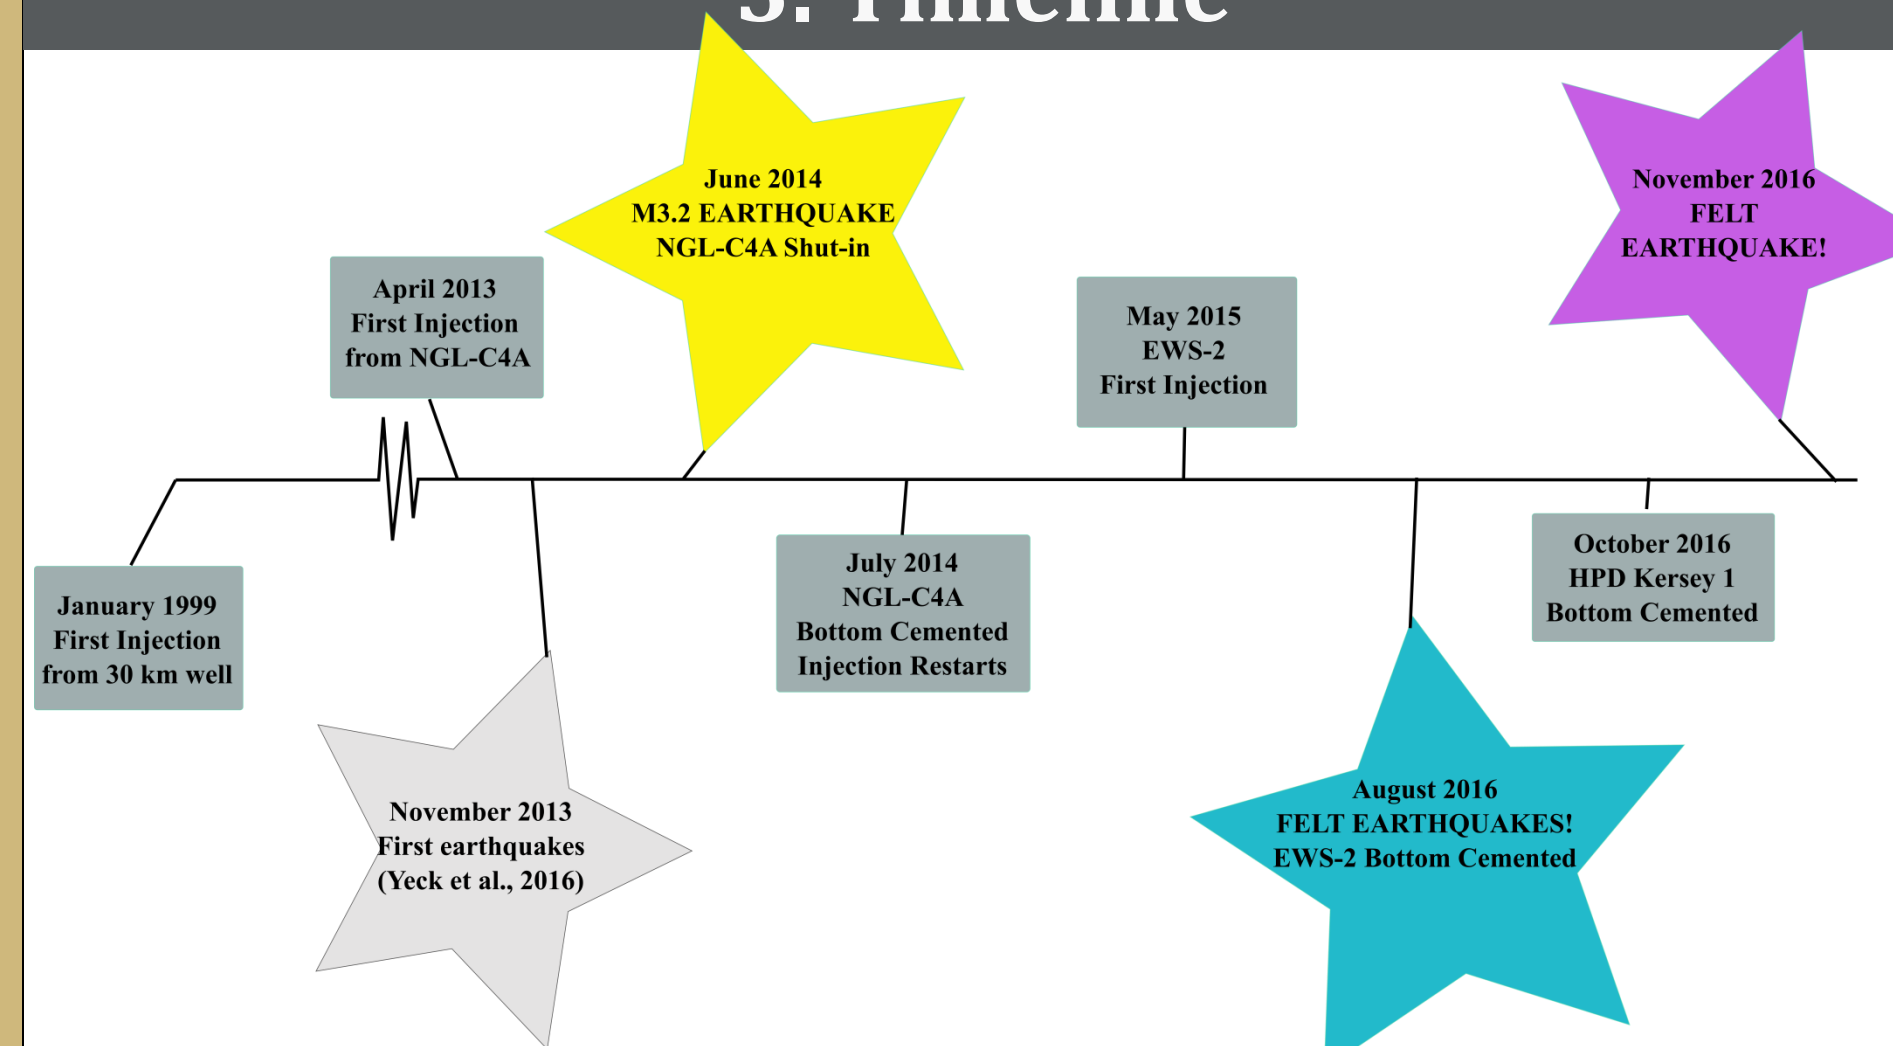 3. Timeline
January 1999
First Injection
from 30 km well
April 2013
First Injection
from NGL-C4A
November 2013
First earthquakes
(Yeck et al., 2016)
June 2014
M3.2 EARTHQUAKE
NGL-C4A Shut-in
July 2014
NGL-C4A
Bottom Cemented
Injection Restarts
May 2015
EWS-2
First Injection
August 2016
FELT EARTHQUAKES!
EWS-2 Bottom Cemented
October 2016
HPD Kersey 1
Bottom Cemented
November 2016
FELT
EARTHQUAKE!